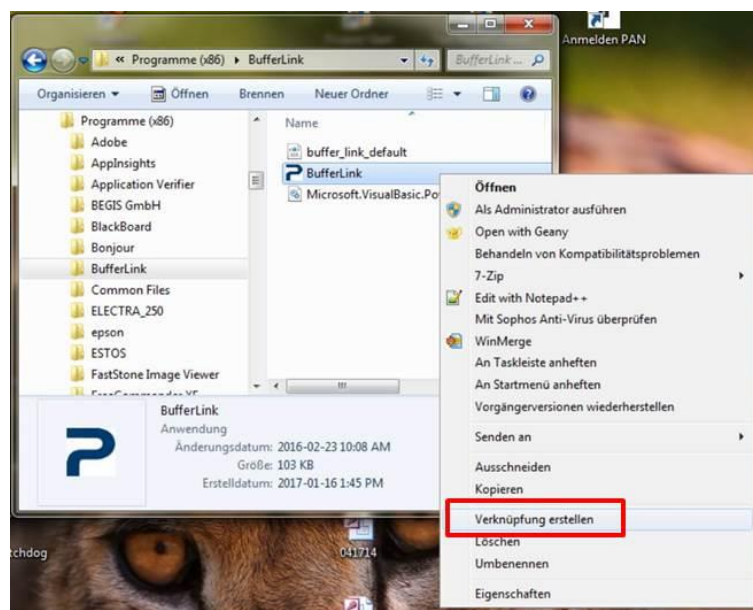 Anmelden PAN
« Programme (x86) ▸ BufferLink
BufferLink ...
Organisieren
Öffnen
Brennen
Neuer Ordner
Programme (x86)
Adobe
AppInsights
Application Verifier
BEGIS GmbH
BlackBoard
Bonjour
BufferLink
Common Files
ELECTRA_250
epson
ESTOS
FastStone Image Viewer
Name
buffer_link_default
BufferLink
Microsoft.VisualBasic.Po
Öffnen
Als Administrator ausführen
Open with Geany
Behandeln von Kompatibilitätsproblemen
7-Zip
Edit with Notepad++
Mit Sophos Anti-Virus überprüfen
WinMerge
An Taskleiste anheften
An Startmenü anheften
Vorgängerversionen wiederherstellen
Senden an
Ausschneiden
Kopieren
Verknüpfung erstellen
Löschen
Umbenennen
Eigenschaften
BufferLink
Anwendung
Änderungsdatum: 2016-02-23 10:08 AM
Größe: 103 KB
Erstelldatum: 2017-01-16 1:45 PM
tchdog
041714